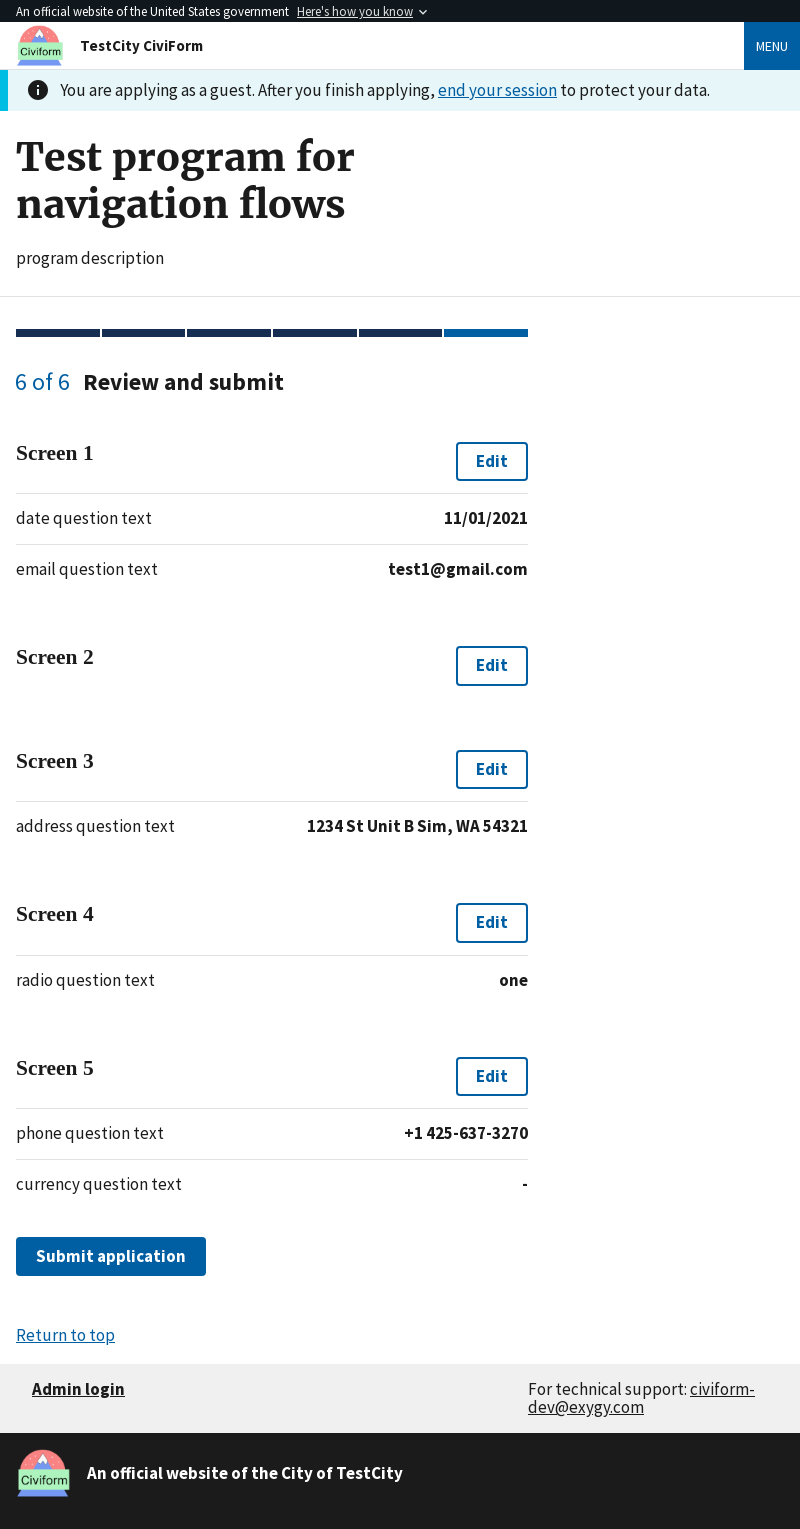 An official website of the United States government Here's how you know
Civiform
TestCity CiviForm
MENU
You are applying as a guest. After you finish applying, end your session to protect your data.
Test program for
navigation flows
program description
6 of 6 Review and submit
Screen 1
Edit
date question text 11/01/2021
email question text test1@gmail.com
Screen 2
Edit
Screen 3
Edit
address question text 1234 St Unit B Sim, WA 54321
Screen 4
Edit
radio question text one
Screen 5
Edit
phone question text +1 425-637-3270
currency question text -
Submit application
Return to top
Admin login
For technical support: civiform-
dev@exygy.com
Civiform
An official website of the City of TestCity